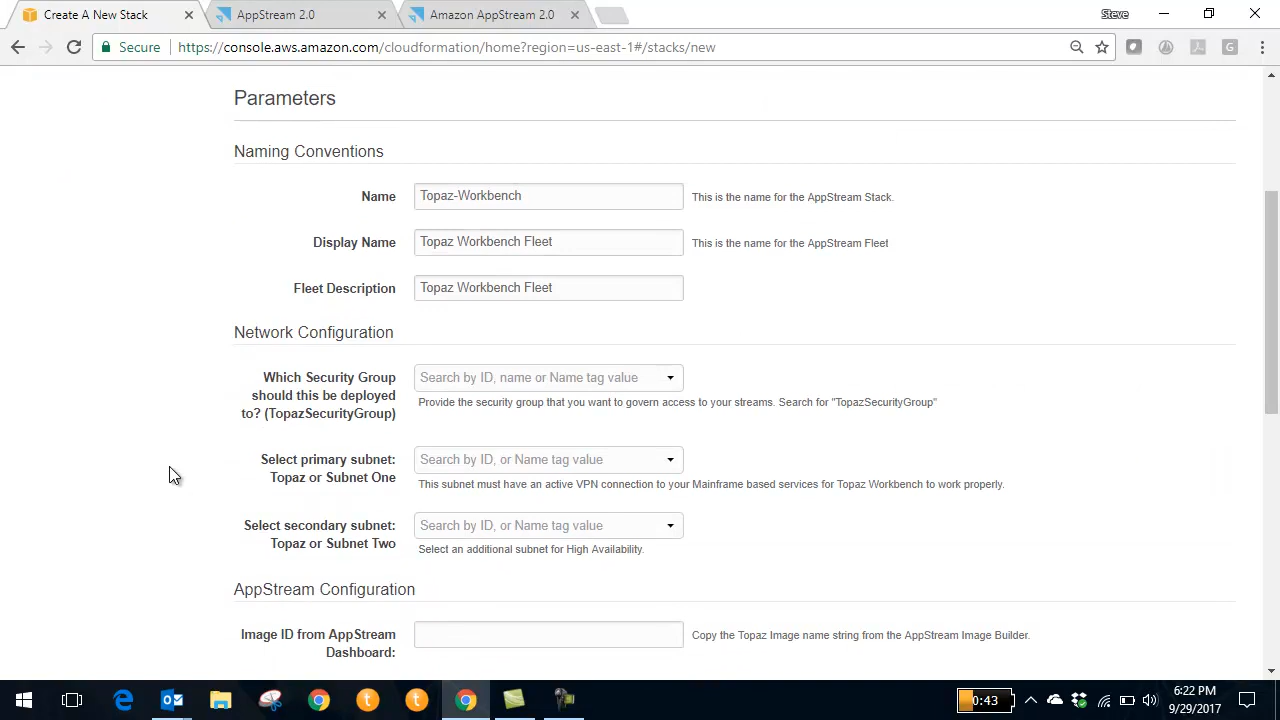 Create A New Stack
AppStream 2.0
Amazon AppStream 2.0
Steve
Secure
https://console.aws.amazon.com/cloudformation/home?region=us-east-1#/stacks/new
Parameters
Naming Conventions
Name
Topaz-Workbench
This is the name for the AppStream Stack.
Display Name
Topaz Workbench Fleet
This is the name for the AppStream Fleet
Fleet Description
Topaz Workbench Fleet
Network Configuration
Which Security Group
should this be deployed
to? (TopazSecurityGroup)
Search by ID, name or Name tag value
Provide the security group that you want to govern access to your streams. Search for "TopazSecurityGroup"
Select primary subnet:
Topaz or Subnet One
Search by ID, or Name tag value
This subnet must have an active VPN connection to your Mainframe based services for Topaz Workbench to work properly.
Select secondary subnet:
Topaz or Subnet Two
Search by ID, or Name tag value
Select an additional subnet for High Availability.
AppStream Configuration
Image ID from AppStream
Dashboard:
Copy the Topaz Image name string from the AppStream Image Builder.
0:43
6:22 PM
9/29/2017